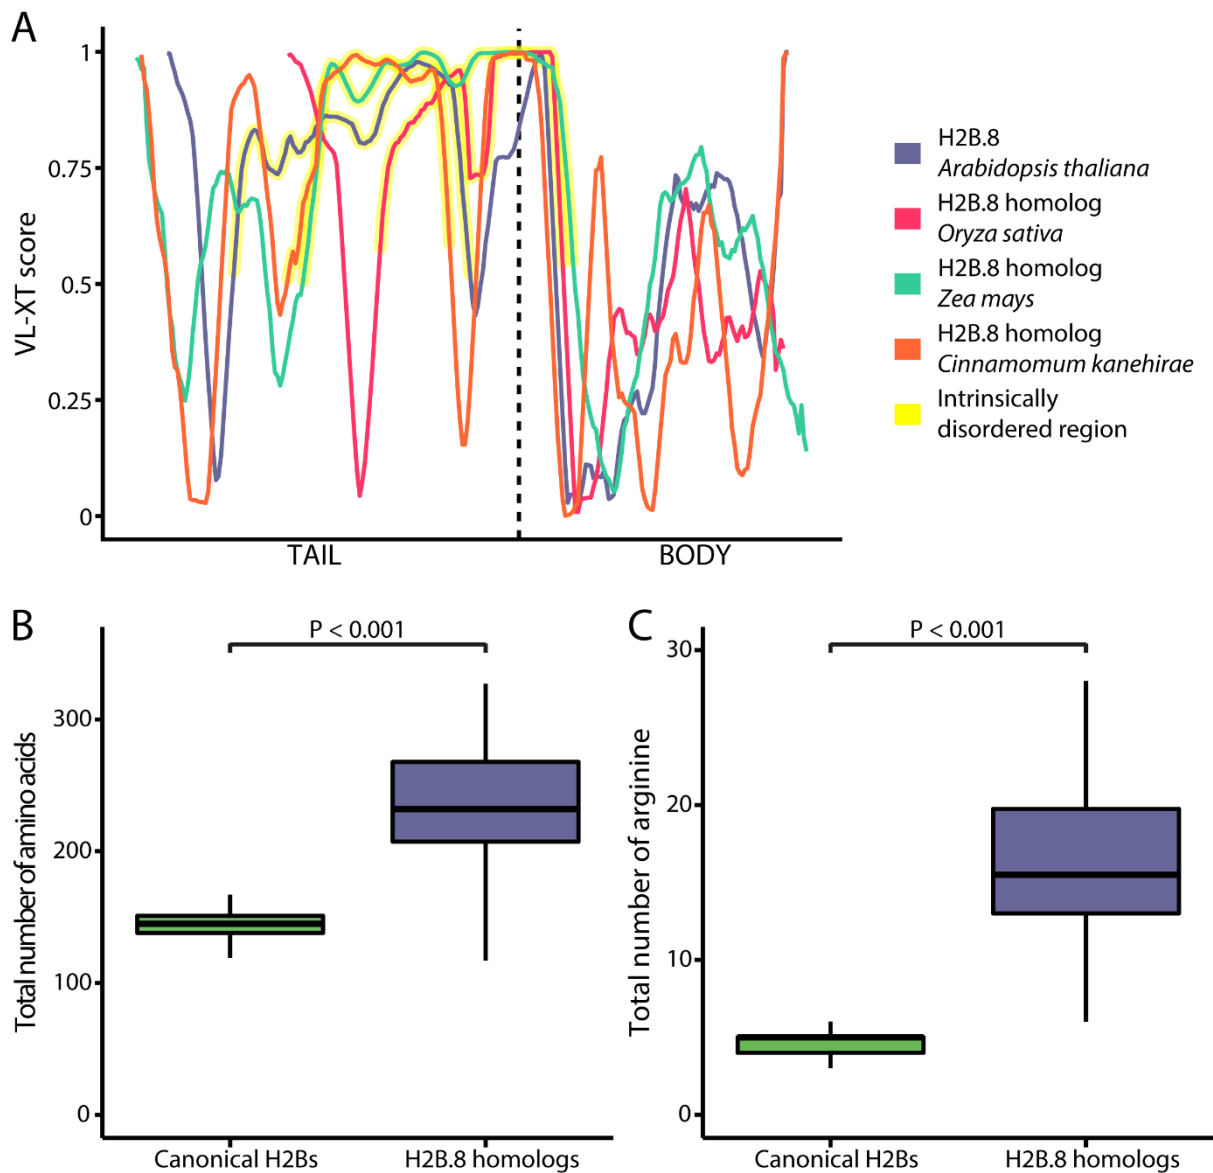 A
VL-XT score
1
0.75
0.5
0.25
0
TAIL
BODY
H2B.8
Arabidopsis thaliana
H2B.8 homolog
Oryza sativa
H2B.8 homolog
Zea mays
H2B.8 homolog
Cinnamomum kanehirae
Intrinsically
disordered region
B
P < 0.001
Total number of amino acids
300
200
100
0
Canonical H2Bs
H2B.8 homologs
C
P < 0.001
Total number of arginine
30
20
10
0
Canonical H2Bs
H2B.8 homologs